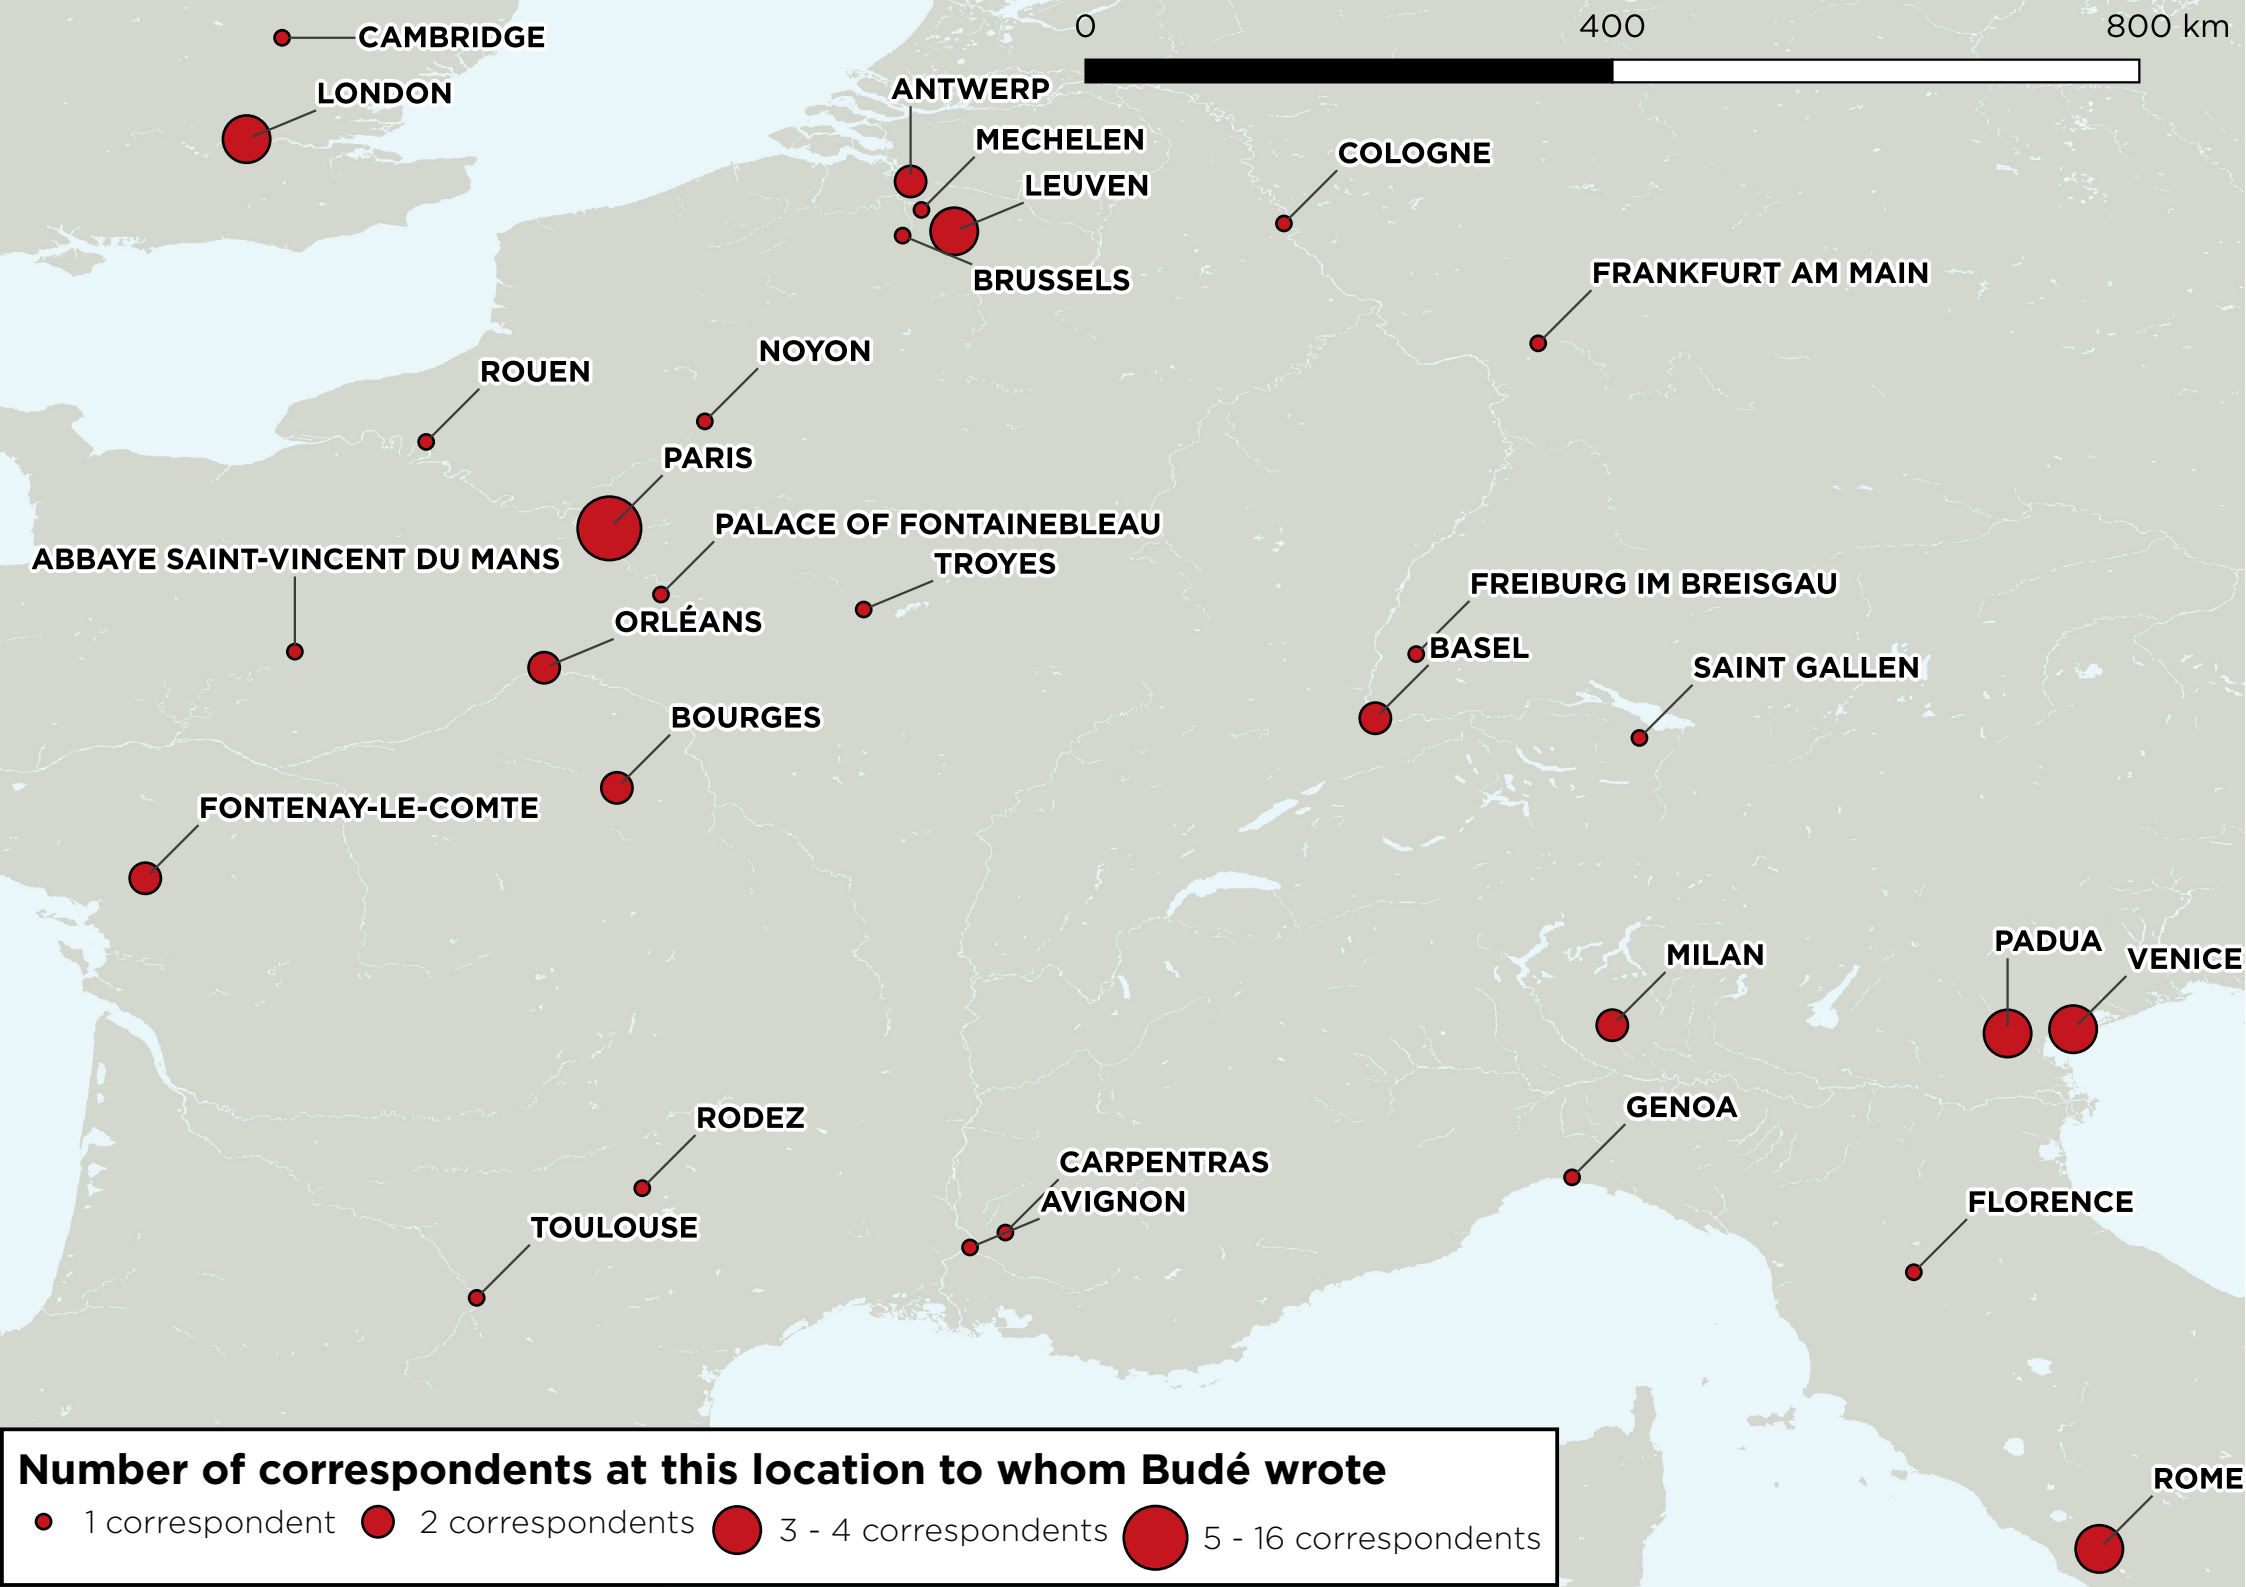 0 400 800 km
CAMBRIDGE
LONDON
ANTWERP
MECHELEN
COLOGNE
LEUVEN
FRANKFURT AM MAIN
BRUSSELS
NOYON
ROUEN
PARIS
PALACE OF FONTAINEBLEAU
ABBAYE SAINT-VINCENT DU MANS
TROYES
FREIBURG IM BREISGAU
ORLÉANS
BASEL
SAINT GALLEN
BOURGES
FONTENAY-LE-COMTE
PADUA
MILAN
VENICE
GENOA
RODEZ
CARPENTRAS
AVIGNON
FLORENCE
TOULOUSE
ROME
Number of correspondents at this location to whom Budé wrote
1 correspondent 2 correspondents 3 - 4 correspondents 5 - 16 correspondents